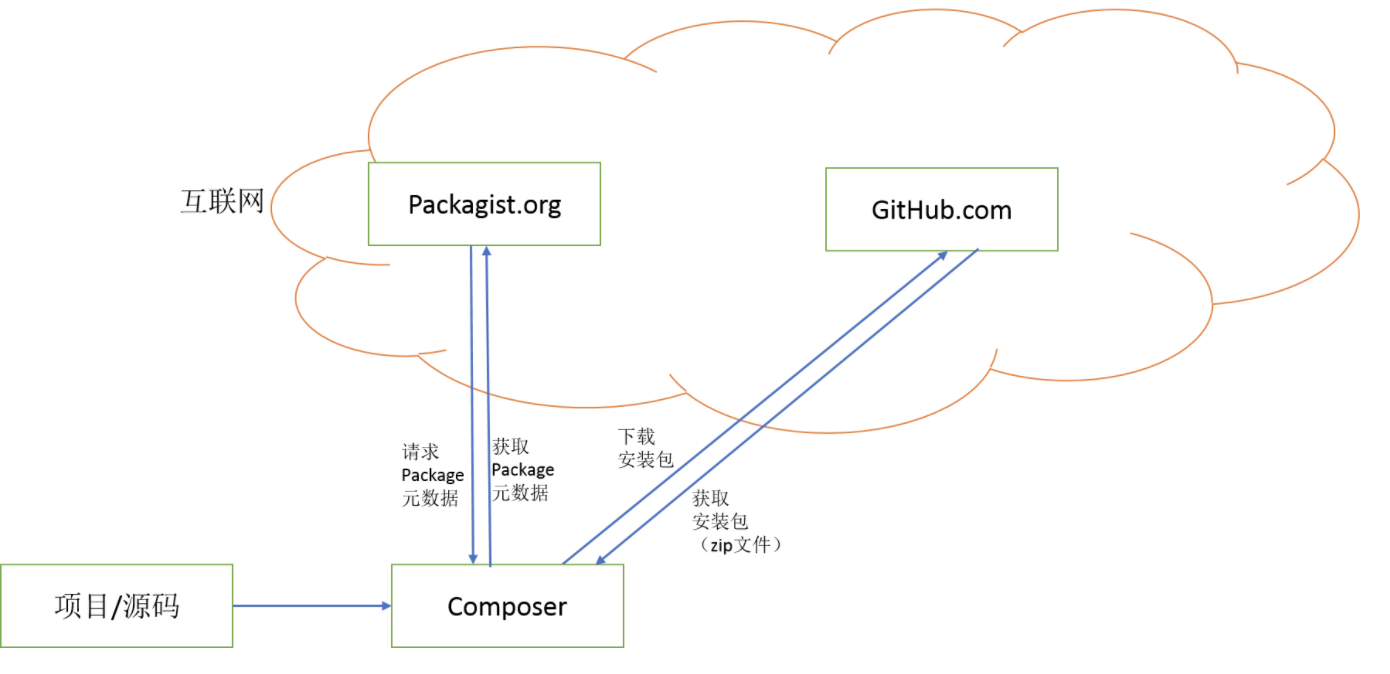 互联网
Packagist.org
GitHub.com
请求
Package
元数据
获取
Package
元数据
下载
安装包
获取
安装包
（zip文件）
项目/源码
Composer